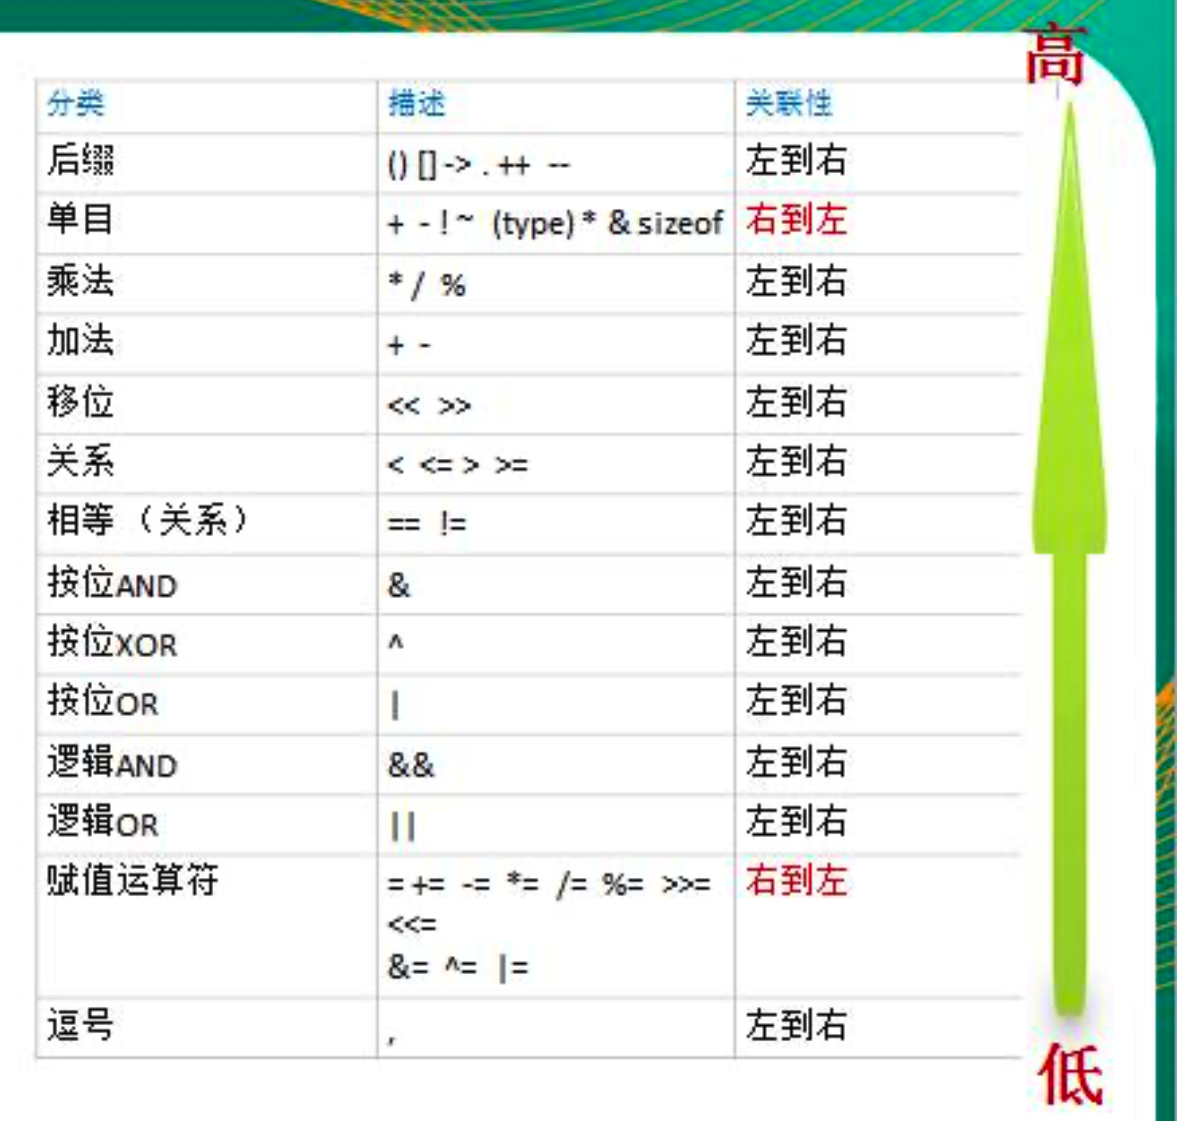 高
分类 描述 关联性
后缀 () [] -> . ++ -- 左到右
单目 + - ! ~ (type) * & sizeof 右到左
乘法 * / % 左到右
加法 + - 左到右
移位 << >> 左到右
关系 < <= > >= 左到右
相等（关系） == != 左到右
按位AND & 左到右
按位XOR ^ 左到右
按位OR | 左到右
逻辑AND && 左到右
逻辑OR || 左到右
赋值运算符 = += -= *= /= %= >>= 右到左
<<=
&= ^= |=
逗号 , 左到右
低